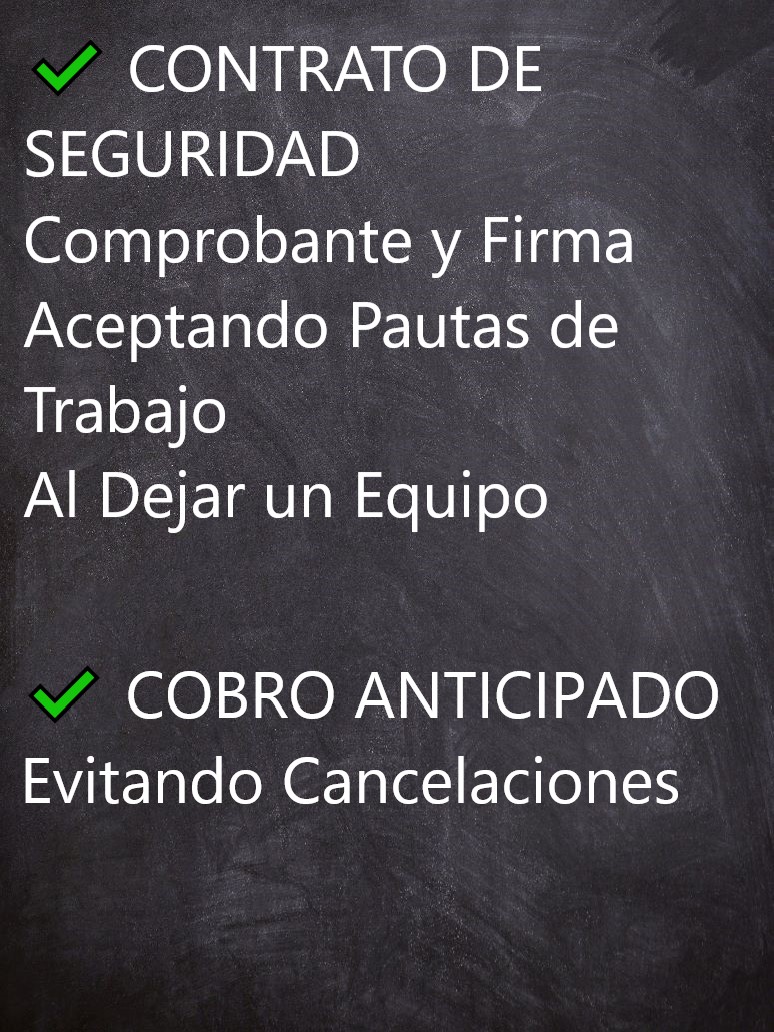 ✔ CONTRATO DE
SEGURIDAD
Comprobante y Firma
Aceptando Pautas de
Trabajo
Al Dejar un Equipo
✔ COBRO ANTICIPADO
Evitando Cancelaciones